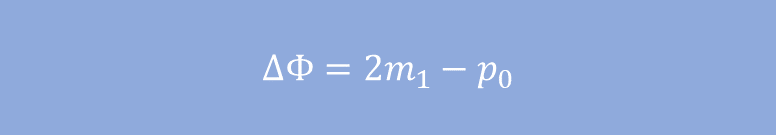 ΔΦ = 2m₁ − p₀